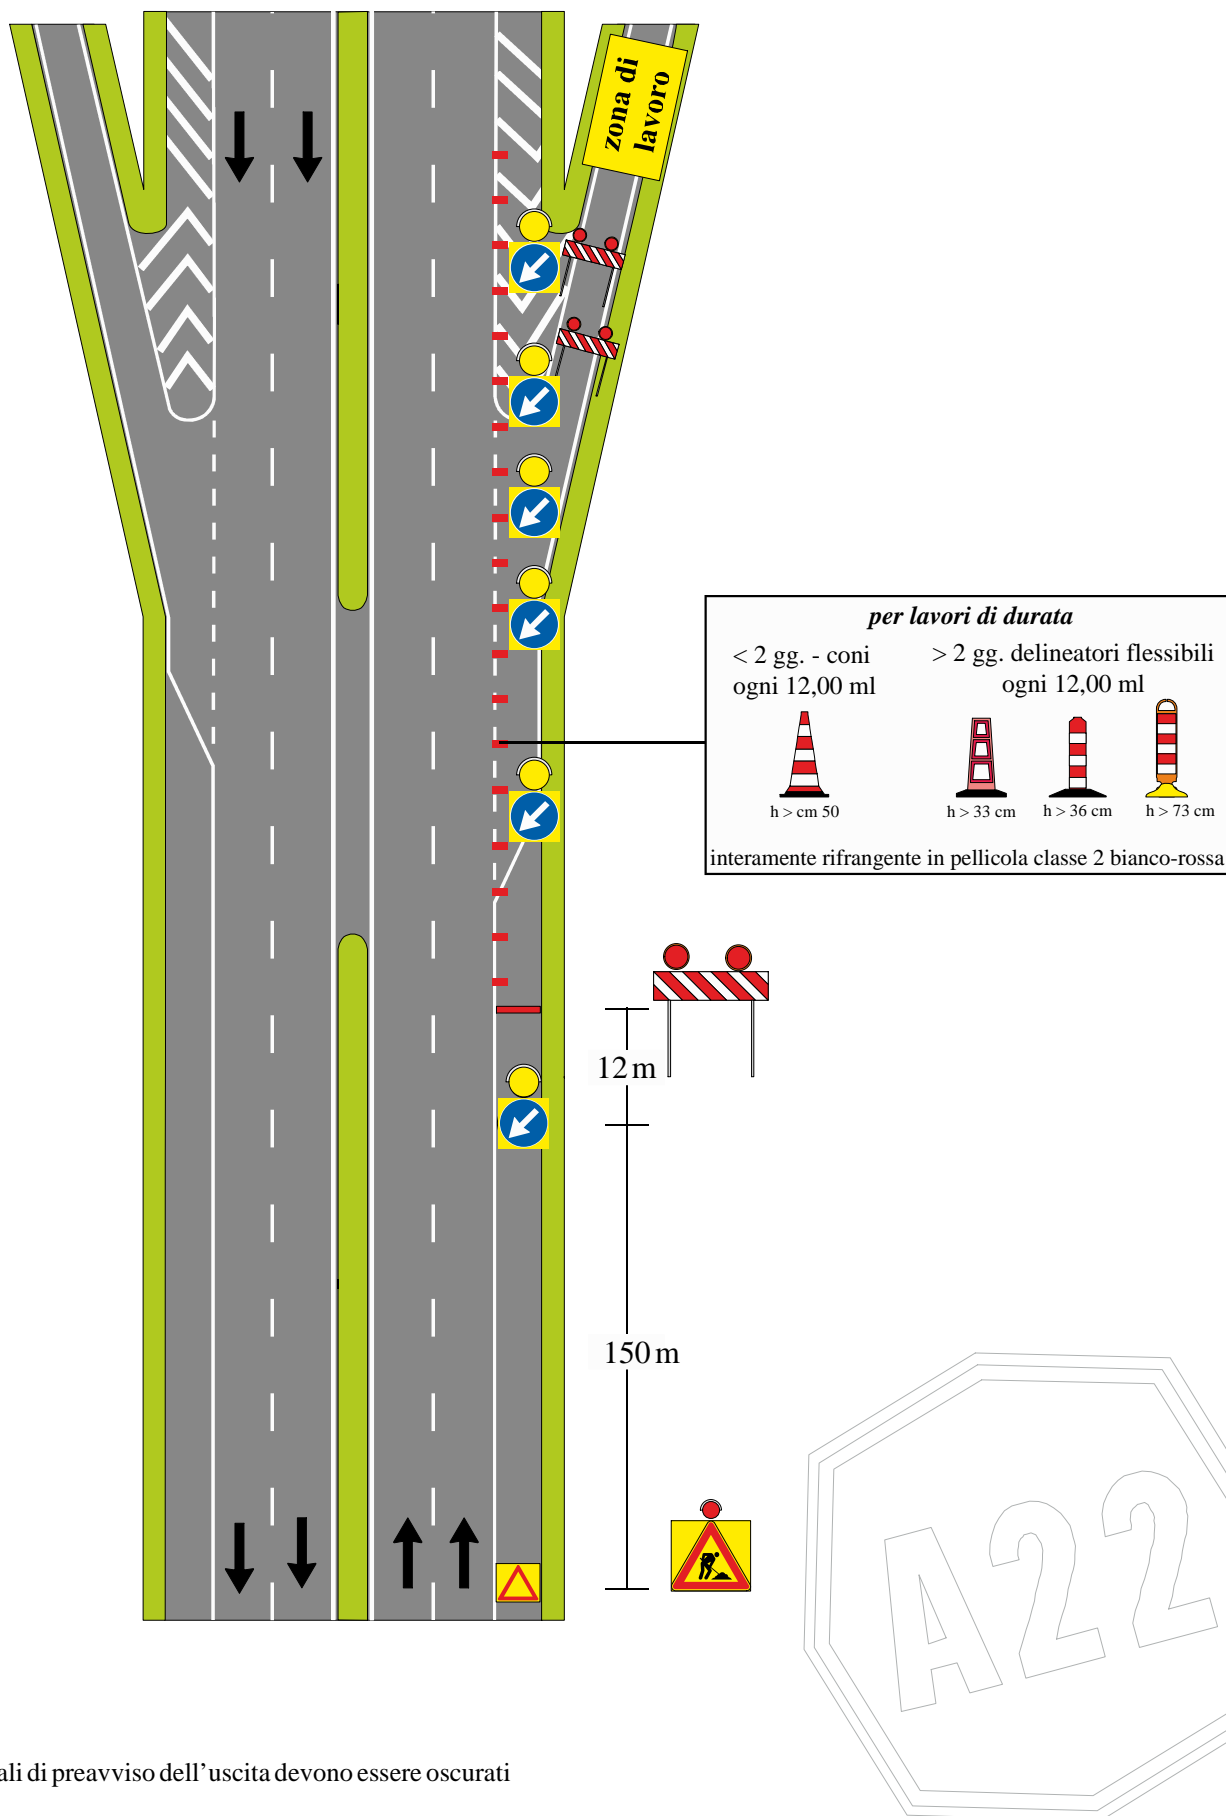 zona di
lavoro
per lavori di durata
< 2 gg. - coni
ogni 12,00 ml
> 2 gg. delineatori flessibili
ogni 12,00 ml
h > cm 50
h > 33 cm
h > 36 cm
h > 73 cm
interamente rifrangente in pellicola classe 2 bianco-rossa
12 m
150 m
A22
ali di preavviso dell'uscita devono essere oscurati